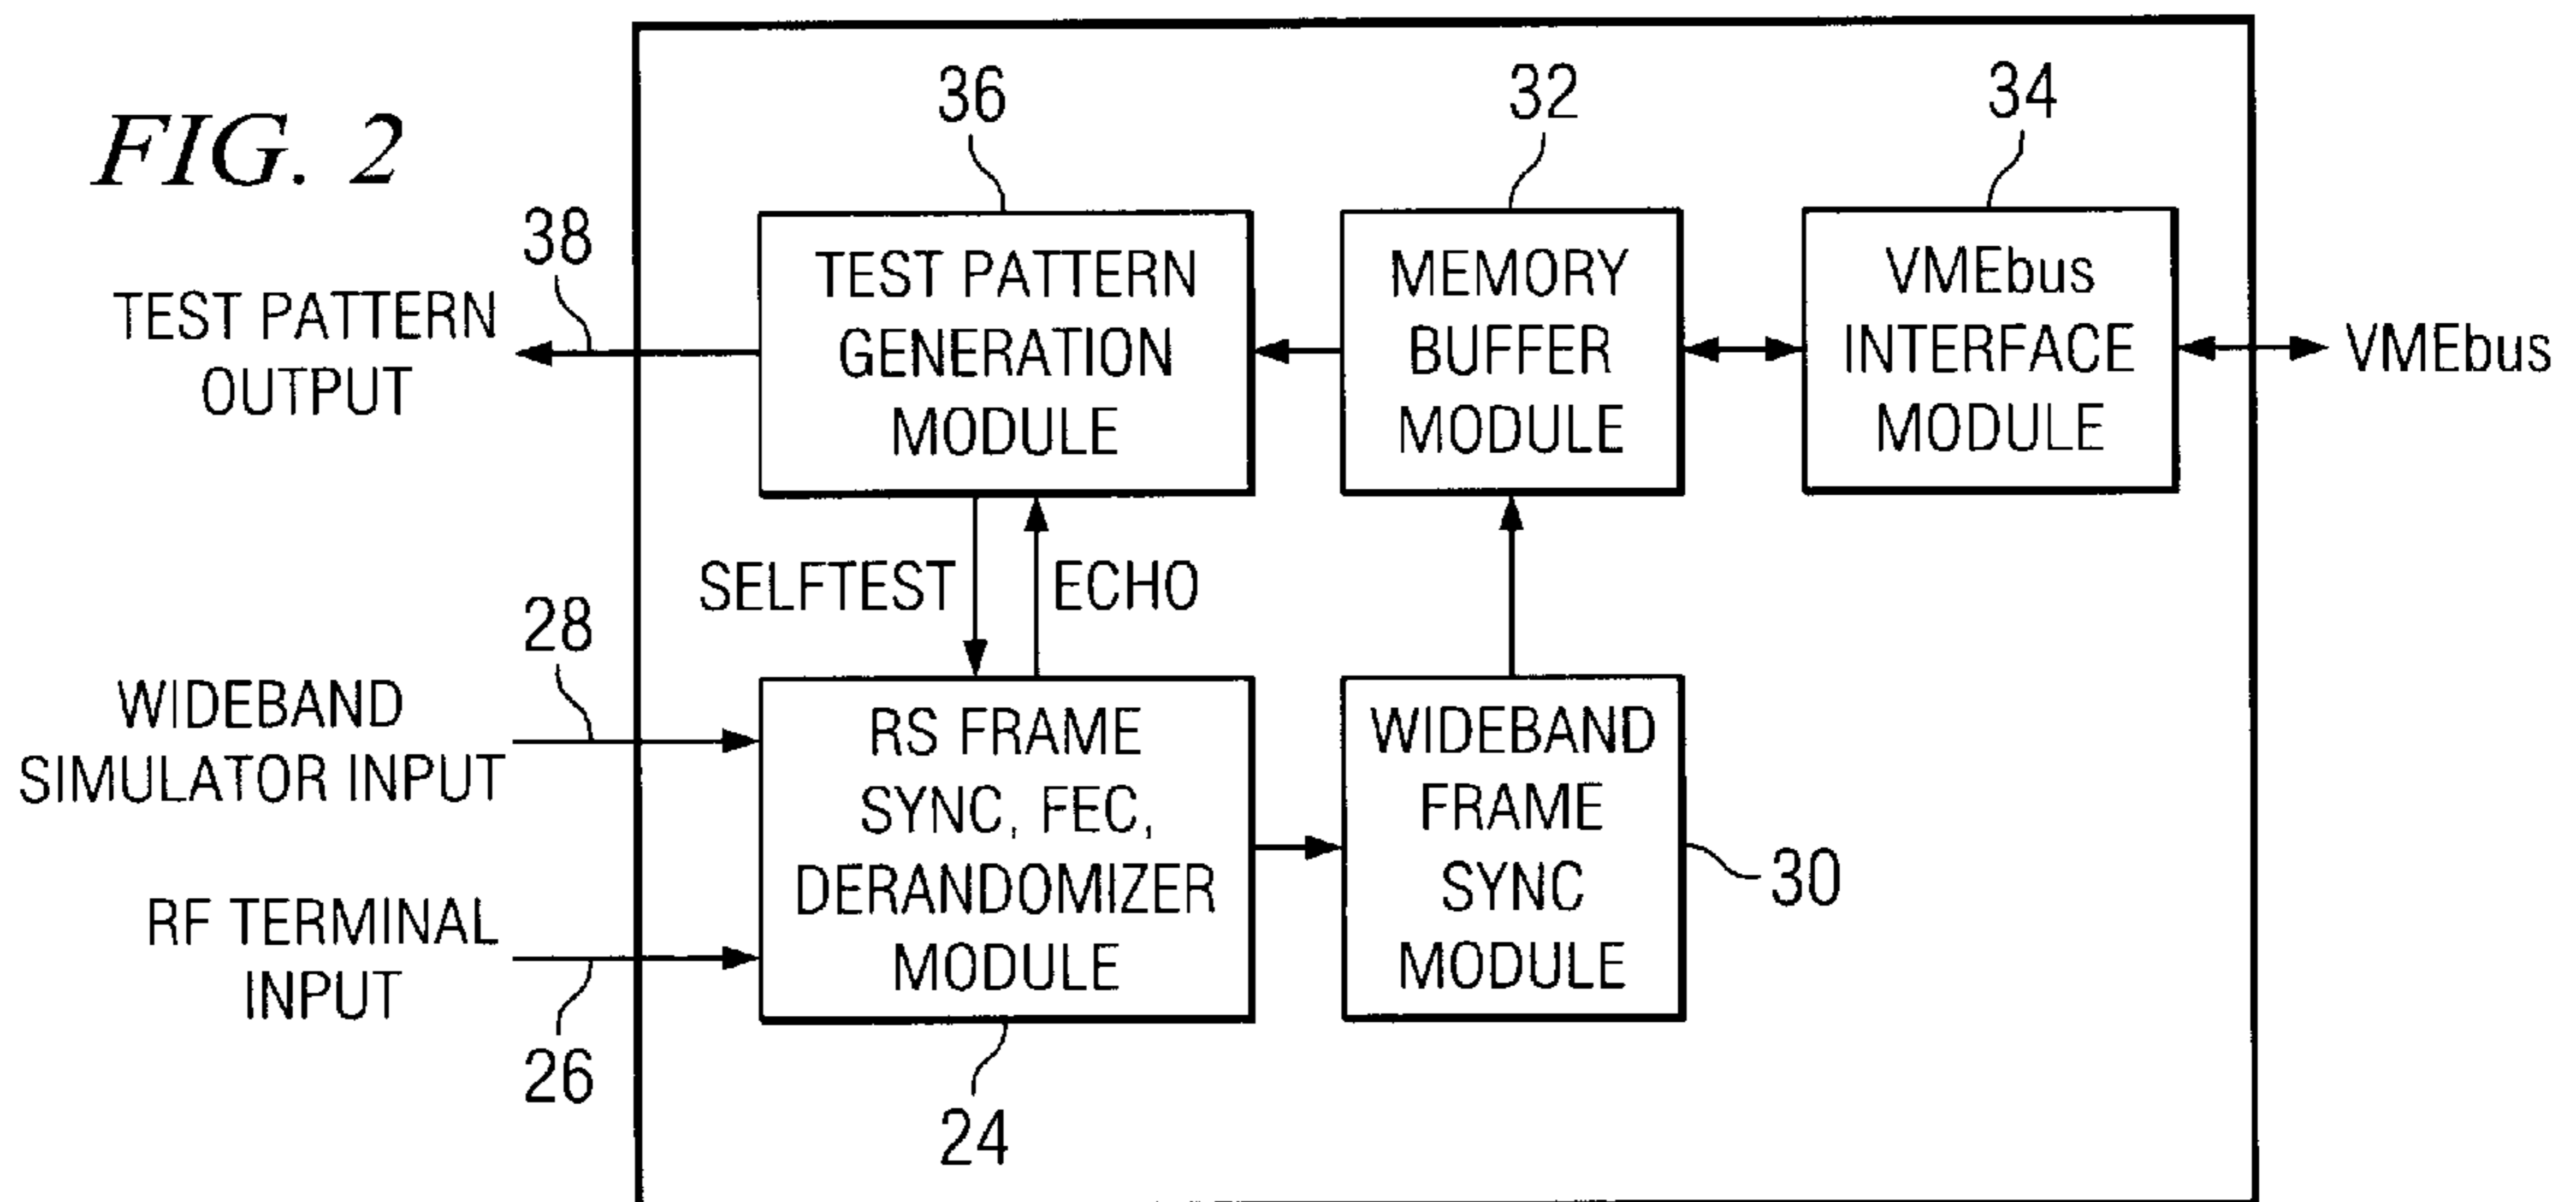 FIG. 2
36
32
34
38
TEST PATTERN
OUTPUT
TEST PATTERN
GENERATION
MODULE
MEMORY
BUFFER
MODULE
VMEbus
INTERFACE
MODULE
VMEbus
SELFTEST
ECHO
28
WIDEBAND
SIMULATOR INPUT
RF TERMINAL
INPUT
26
RS FRAME
SYNC, FEC,
DERANDOMIZER
MODULE
24
WIDEBAND
FRAME
SYNC
MODULE
30